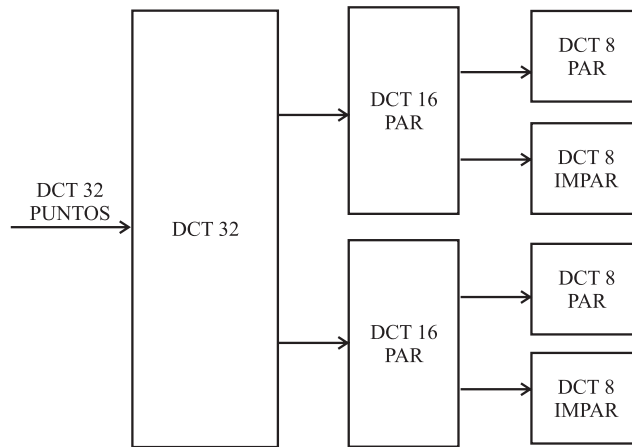 DCT 32
PUNTOS
DCT 32
DCT 16
PAR
DCT 8
PAR
DCT 8
IMPAR
DCT 16
PAR
DCT 8
PAR
DCT 8
IMPAR